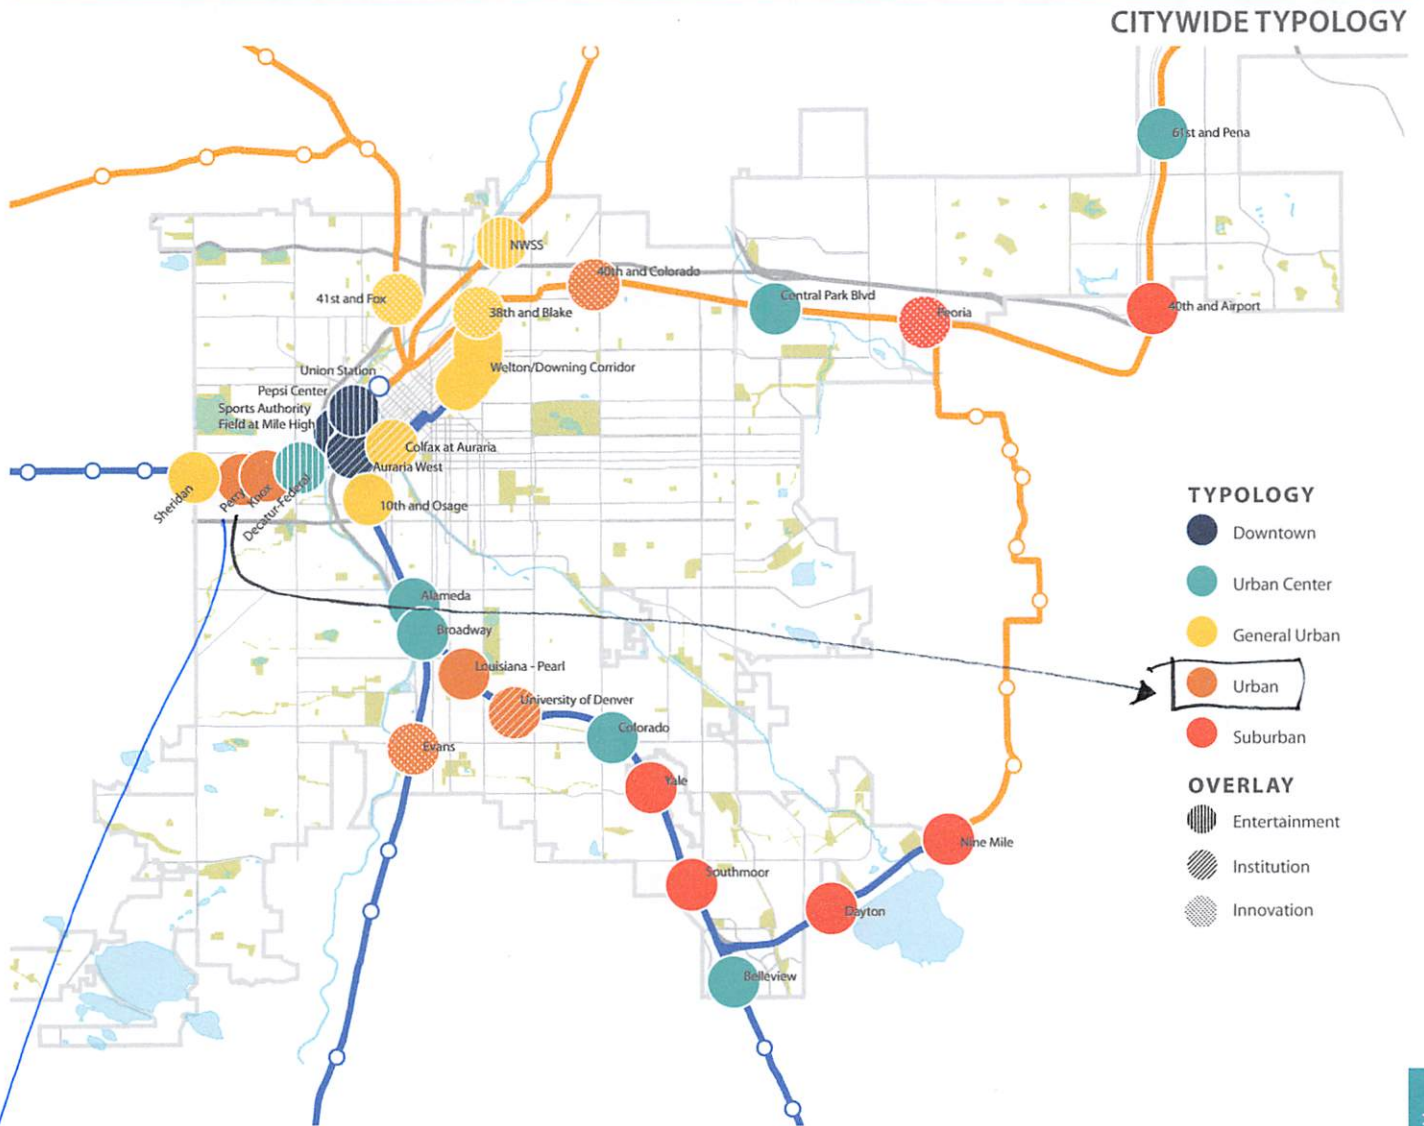 CITYWIDE TYPOLOGY
61st and Pena
NWSS
40th and Colorado
41st and Fox
Central Park Blvd
38th and Blake
Peoria
40th and Airport
Union Station
Welton/Downing Corridor
Pepsi Center
Sports Authority
Field at Mile High
Colfax at Auraria
Auraria West
Sheridan
Perry
Knox
Decatur-Federal
10th and Osage
Alameda
Broadway
Louisiana - Pearl
University of Denver
Colorado
Evans
Yale
Nine Mile
Southmoor
Dayton
Belleview
TYPOLOGY
Downtown
Urban Center
General Urban
Urban
Suburban
OVERLAY
Entertainment
Institution
Innovation